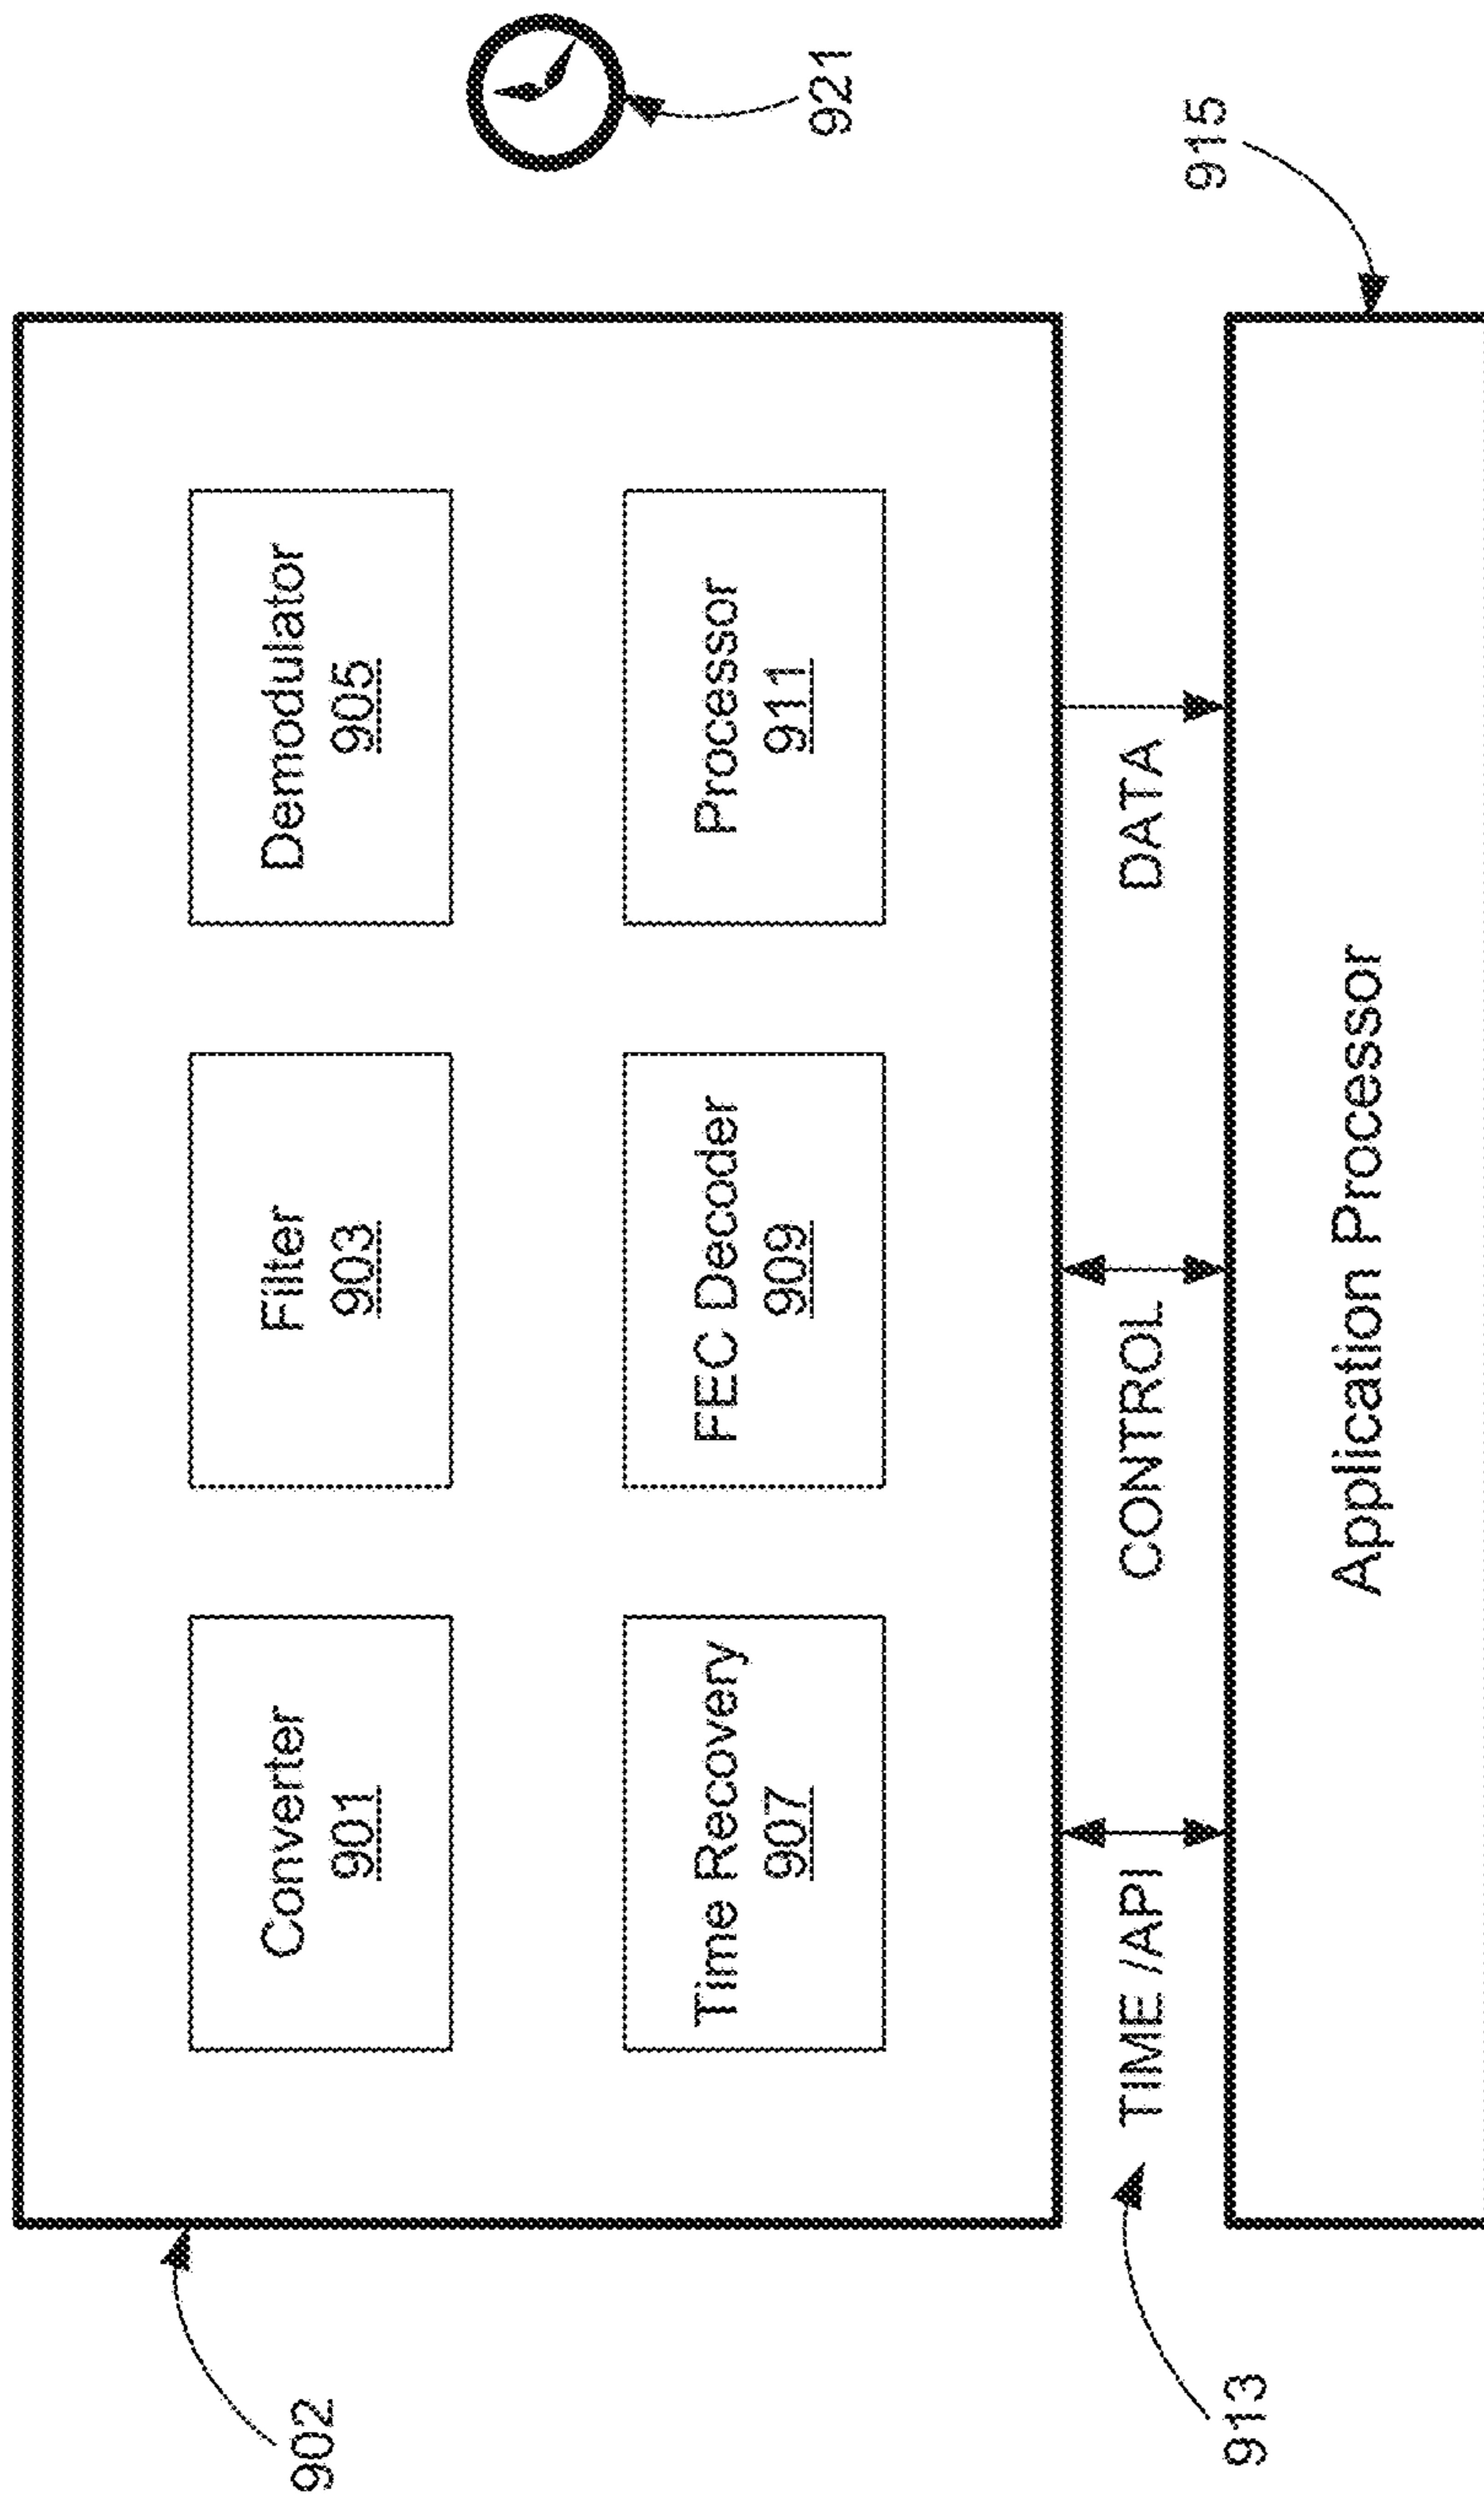 902
Converter
901
Filter
903
Demodulator
905
Time Recovery
907
FEC Decoder
909
Processor
911
921
913
TIME /API
CONTROL
DATA
915
Application Processor